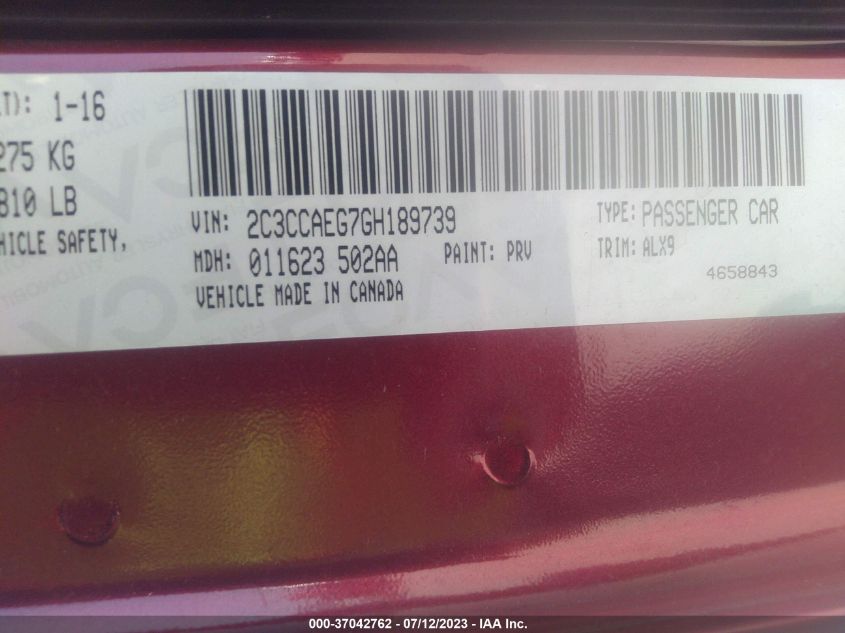 LT): 1-16
275 KG
810 LB
HICLE SAFETY,
VIN: 2C3CCAEG7GH189739
TYPE: PASSENGER CAR
MDH: 011623 502AA
PAINT: PRV
TRIM: ALX9
VEHICLE MADE IN CANADA
4658843
000-37042762 - 07/12/2023 - IAA Inc.